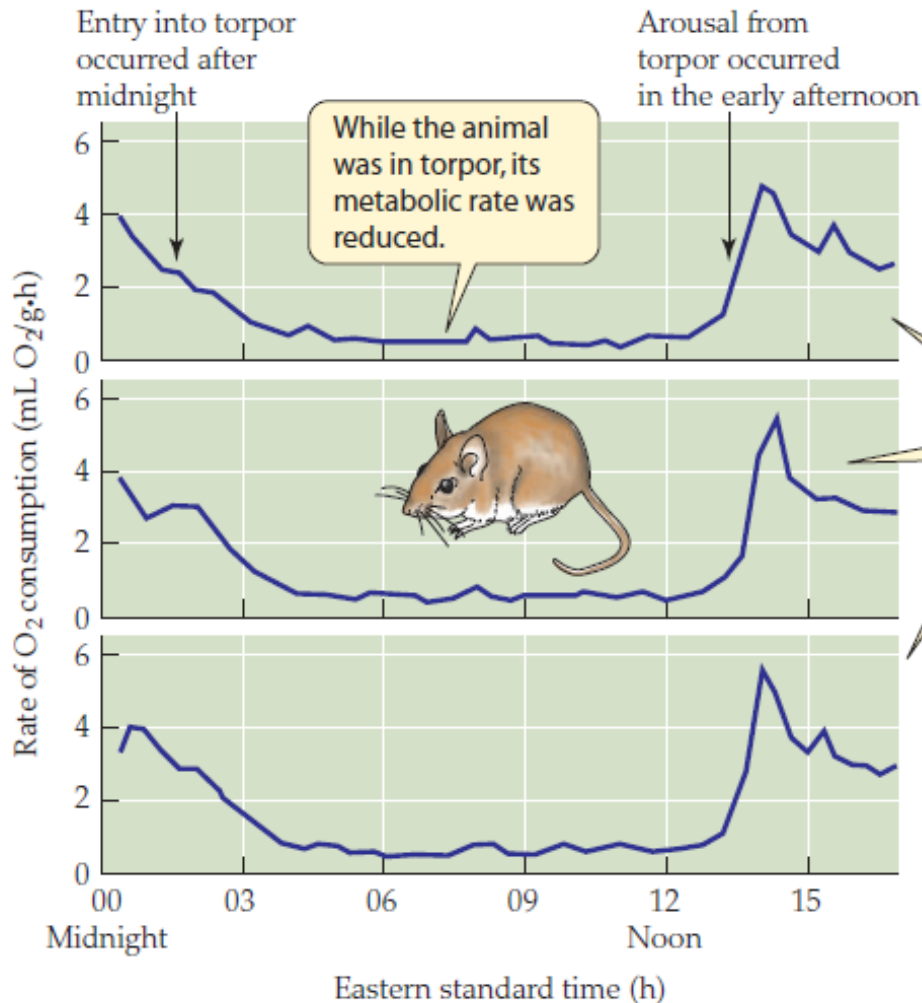 Entry into torpor
occurred after
midnight
Arousal from
torpor occurred
in the early afternoon
While the animal
was in torpor, its
metabolic rate was
reduced.
Rate of O₂ consumption (mL O₂/g•h)
6
4
2
0
6
4
2
0
6
4
2
0
00 03 06 09 12 15
Midnight Noon
Eastern standard time (h)